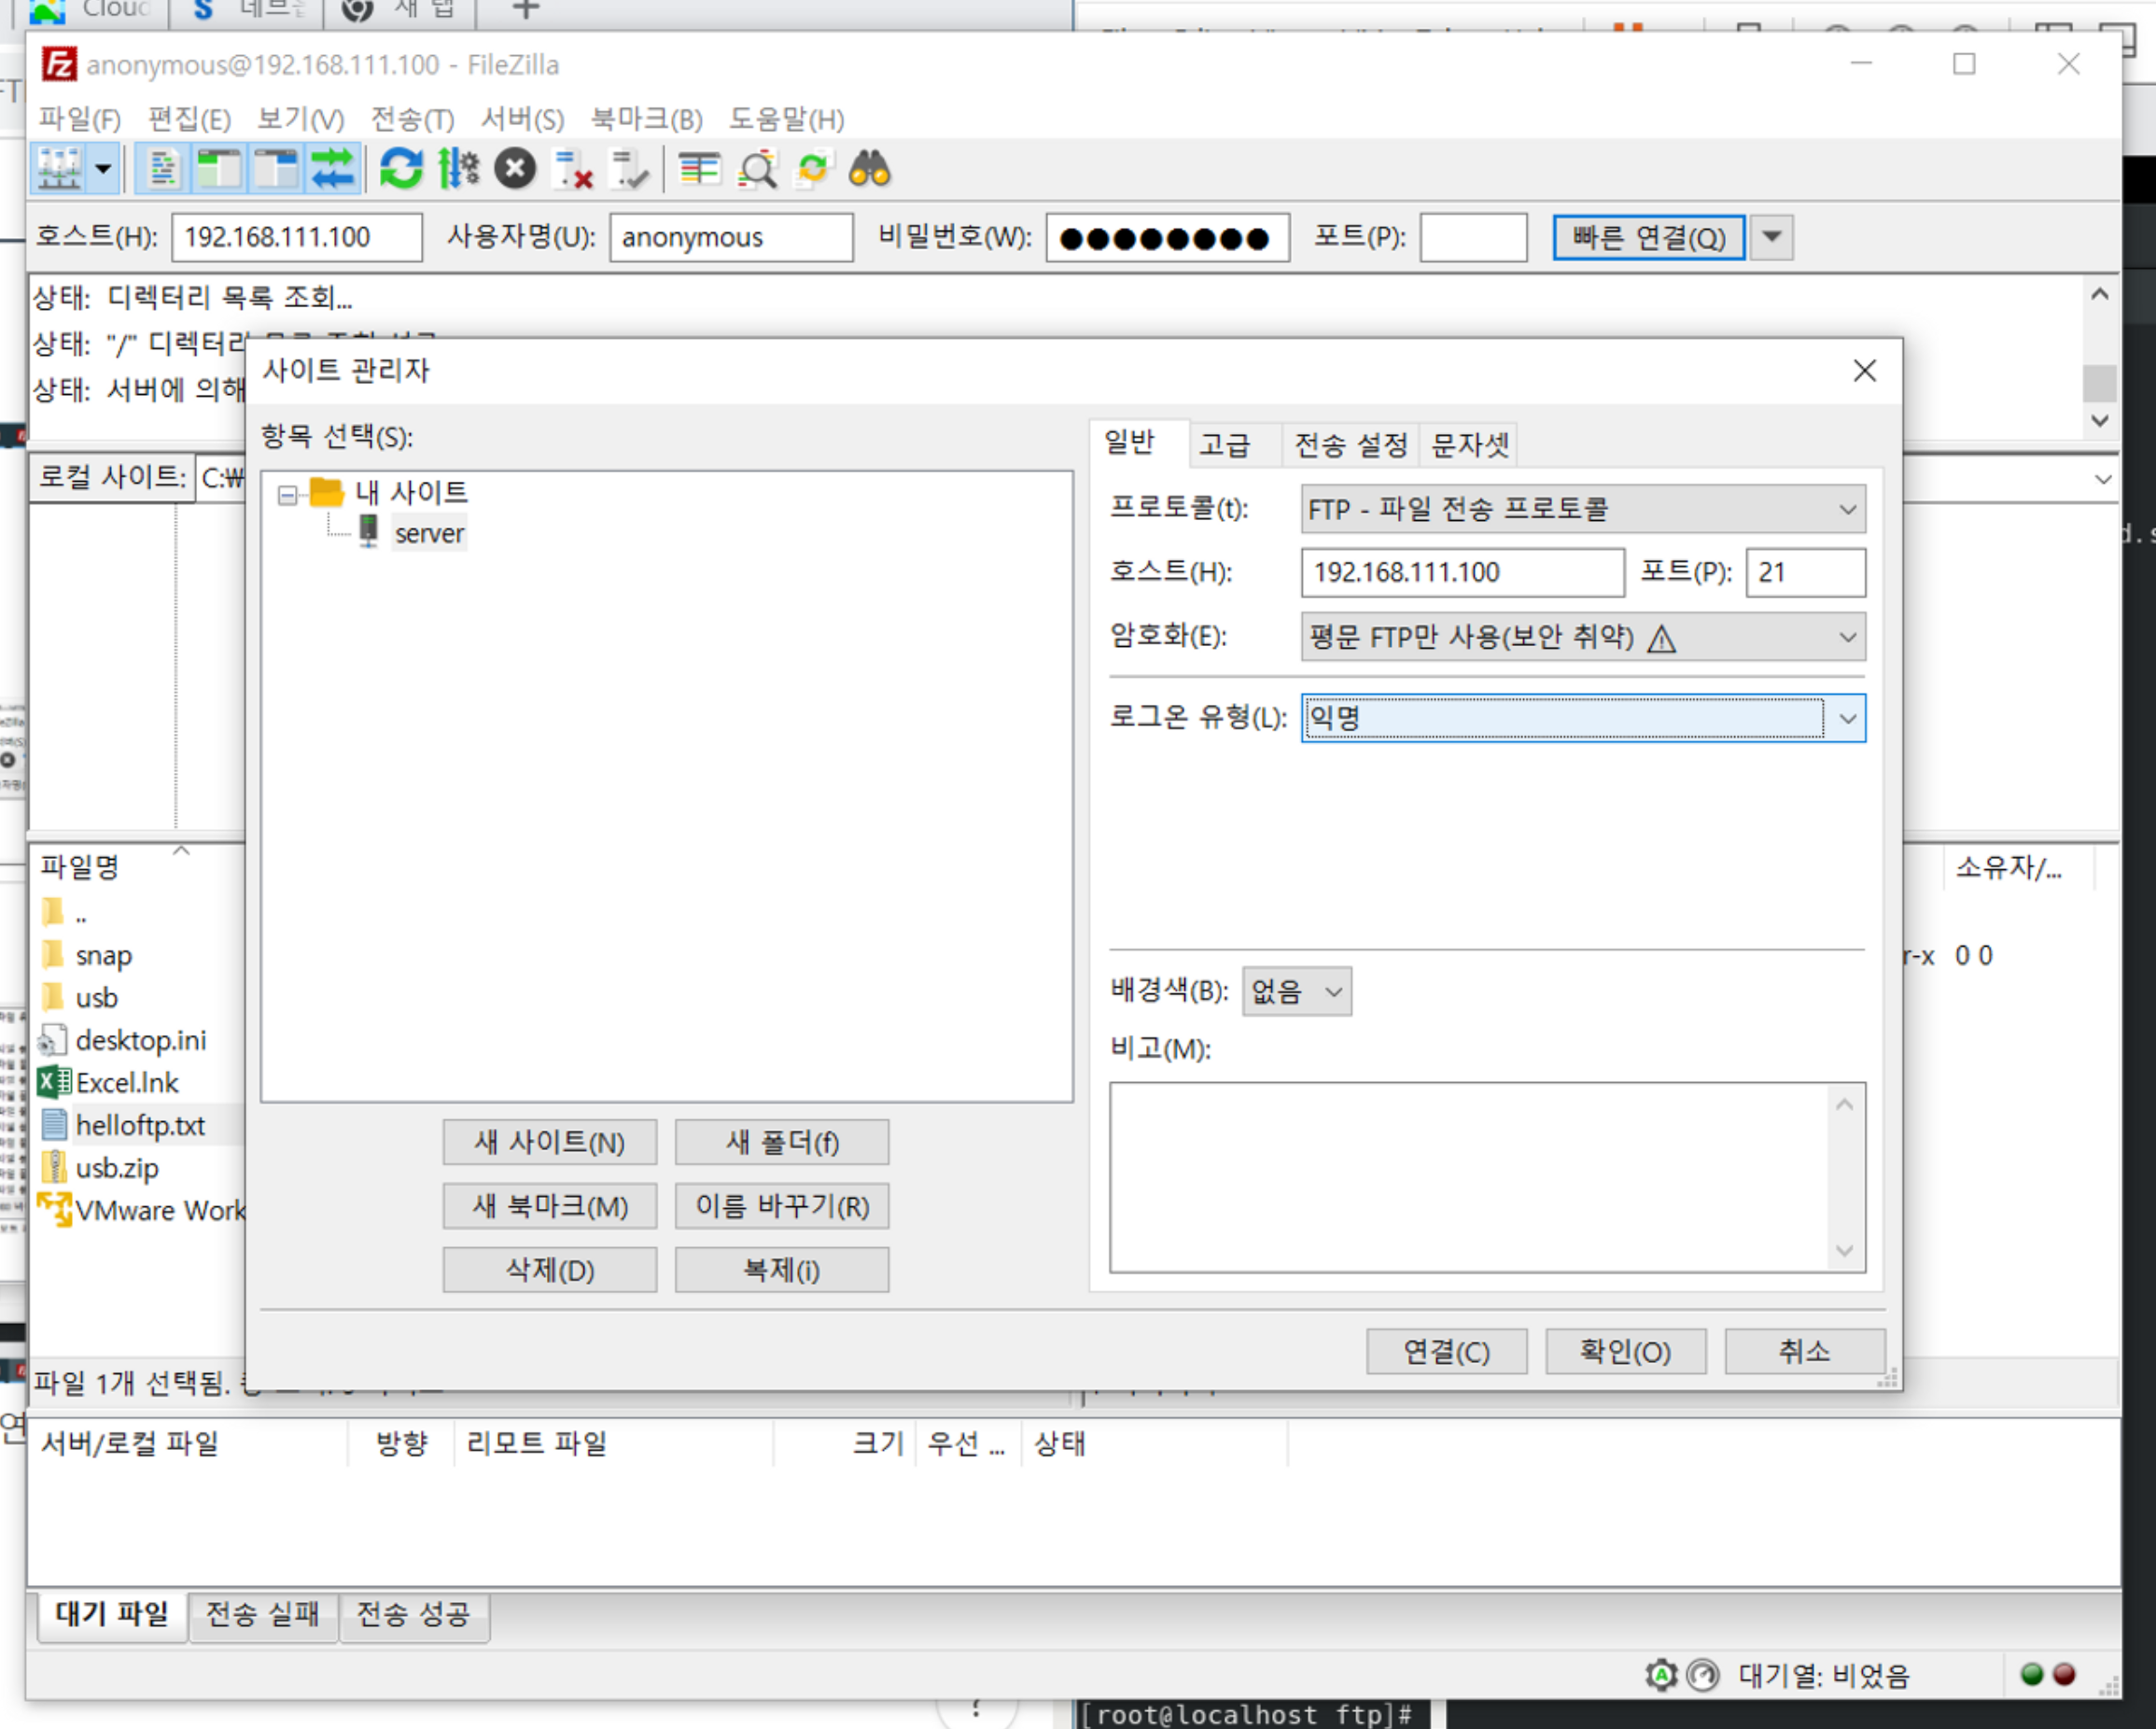 Cloud
새 탭
anonymous@192.168.111.100 - FileZilla
파일(F) 편집(E) 보기(V) 전송(T) 서버(S) 북마크(B) 도움말(H)
호스트(H): 192.168.111.100 사용자명(U): anonymous 비밀번호(W): ●●●●●●●● 포트(P): 빠른 연결(Q)
상태: 디렉터리 목록 조회...
상태: "/" 디렉터리 목록 조회 성공
상태: 서버에 의해
사이트 관리자
항목 선택(S):
내 사이트
server
일반 고급 전송 설정 문자셋
프로토콜(t): FTP - 파일 전송 프로토콜
호스트(H): 192.168.111.100 포트(P): 21
암호화(E): 평문 FTP만 사용(보안 취약)
로그온 유형(L): 익명
배경색(B): 없음
비고(M):
새 사이트(N) 새 폴더(f)
새 북마크(M) 이름 바꾸기(R)
삭제(D) 복제(i)
연결(C) 확인(O) 취소
로컬 사이트: C:₩
파일명
..
snap
usb
desktop.ini
Excel.lnk
helloftp.txt
usb.zip
VMware Work
소유자/...
r-x 0 0
파일 1개 선택됨.
서버/로컬 파일 방향 리모트 파일 크기 우선 ... 상태
대기 파일 전송 실패 전송 성공
대기열: 비었음
[root@localhost ftp]#